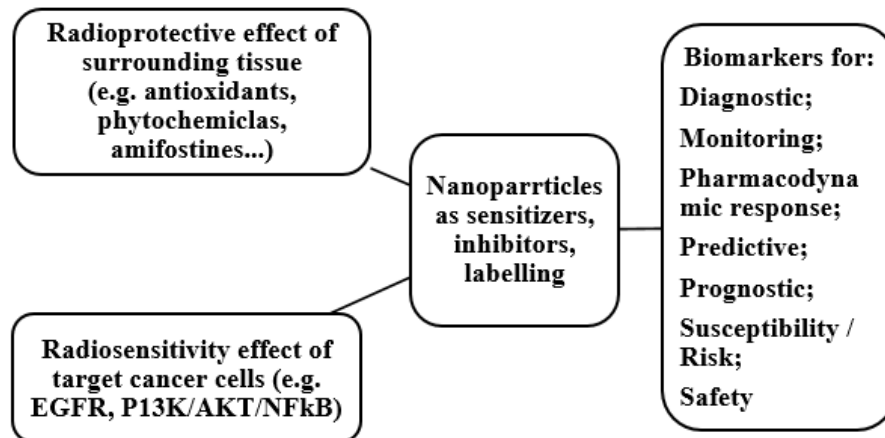 Radioprotective effect of
surrounding tissue
(e.g. antioxidants,
phytochemiclas,
amifostines...)
Radiosensitivity effect of
target cancer cells (e.g.
EGFR, P13K/AKT/NFkB)
Nanoparrticles
as sensitizers,
inhibitors,
labelling
Biomarkers for:
Diagnostic;
Monitoring;
Pharmacodyna
mic response;
Predictive;
Prognostic;
Susceptibility /
Risk;
Safety